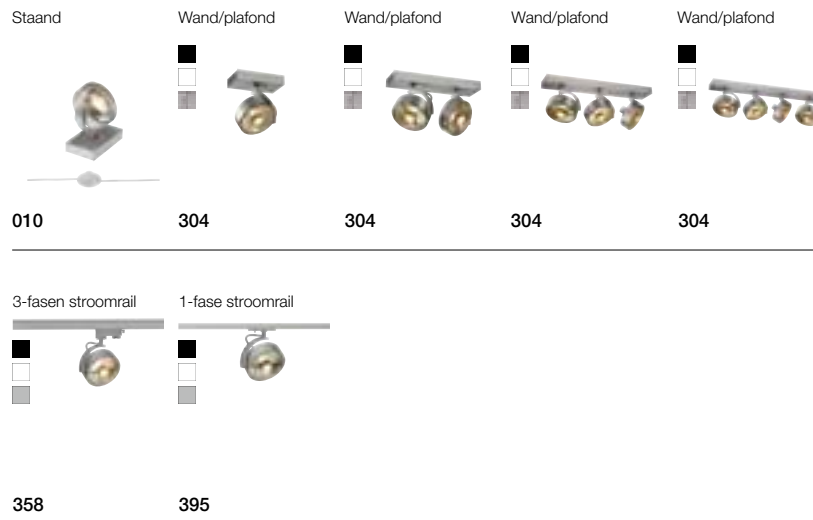 Staand
Wand/plafond
Wand/plafond
Wand/plafond
Wand/plafond
010
304
304
304
304
3-fasen stroomrail
1-fase stroomrail
358
395